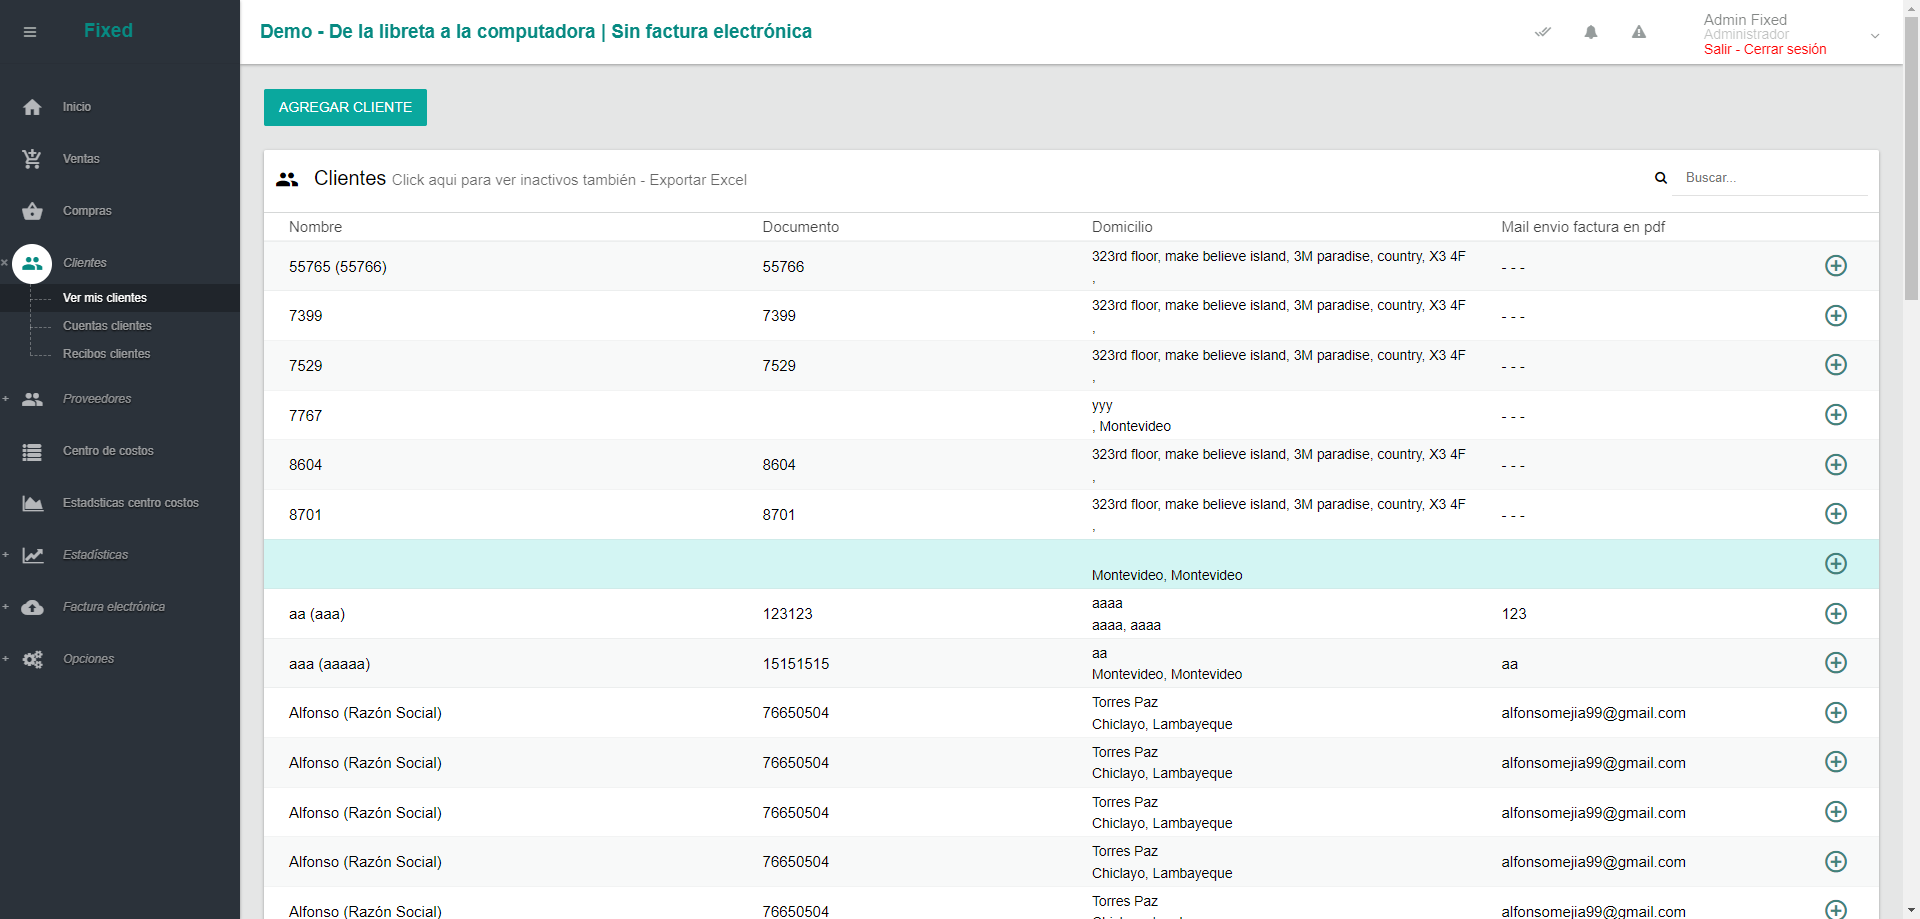 Fixed
Demo - De la libreta a la computadora | Sin factura electrónica
Admin Fixed
Administrador
Salir - Cerrar sesión
Inicio
Ventas
Compras
Clientes
Ver mis clientes
Cuentas clientes
Recibos clientes
Proveedores
Centro de costos
Estadsticas centro costos
Estadísticas
Factura electrónica
Opciones
AGREGAR CLIENTE
Clientes Click aqui para ver inactivos también - Exportar Excel
Buscar...
Nombre Documento Domicilio Mail envio factura en pdf
55765 (55766) 55766 323rd floor, make believe island, 3M paradise, country, X3 4F - - -
,
7399 7399 323rd floor, make believe island, 3M paradise, country, X3 4F - - -
,
7529 7529 323rd floor, make believe island, 3M paradise, country, X3 4F - - -
,
7767 yyy - - -
, Montevideo
8604 8604 323rd floor, make believe island, 3M paradise, country, X3 4F - - -
,
8701 8701 323rd floor, make believe island, 3M paradise, country, X3 4F - - -
,
Montevideo, Montevideo
aa (aaa) 123123 aaaa 123
aaaa, aaaa
aaa (aaaaa) 15151515 aa aa
Montevideo, Montevideo
Alfonso (Razón Social) 76650504 Torres Paz alfonsomejia99@gmail.com
Chiclayo, Lambayeque
Alfonso (Razón Social) 76650504 Torres Paz alfonsomejia99@gmail.com
Chiclayo, Lambayeque
Alfonso (Razón Social) 76650504 Torres Paz alfonsomejia99@gmail.com
Chiclayo, Lambayeque
Alfonso (Razón Social) 76650504 Torres Paz alfonsomejia99@gmail.com
Chiclayo, Lambayeque
Alfonso (Razón Social) 76650504 Torres Paz alfonsomejia99@gmail.com